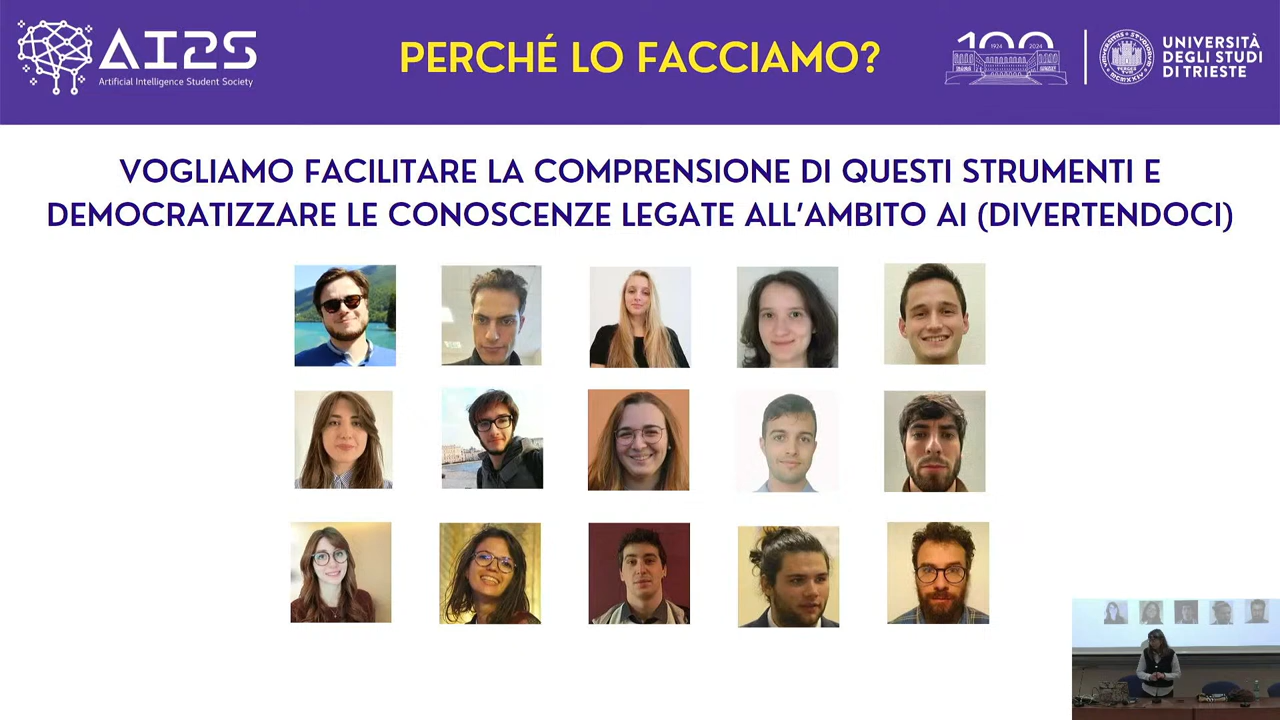 AI2S
Artificial Intelligence Student Society
PERCHÉ LO FACCIAMO?
100
1924 2024
UNIVERSITÀ
DEGLI STUDI
DI TRIESTE
VOGLIAMO FACILITARE LA COMPRENSIONE DI QUESTI STRUMENTI E
DEMOCRATIZZARE LE CONOSCENZE LEGATE ALL'AMBITO AI (DIVERTENDOCI)